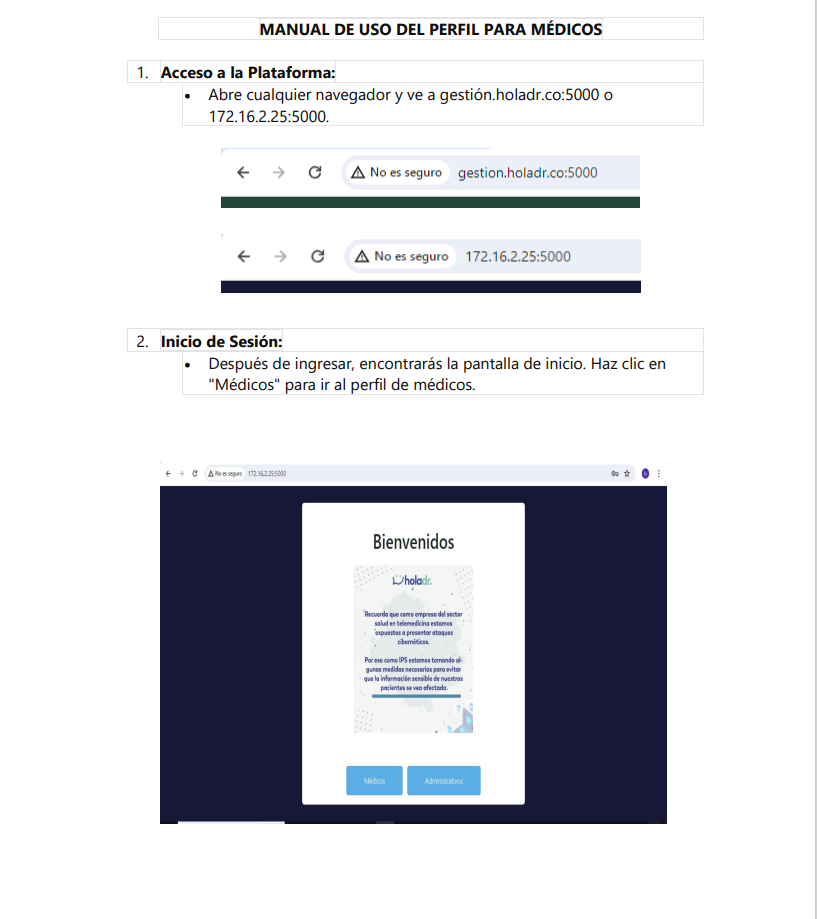 MANUAL DE USO DEL PERFIL PARA MÉDICOS
1. Acceso a la Plataforma:
• Abre cualquier navegador y ve a gestión.holadr.co:5000 o
172.16.2.25:5000.
No es seguro gestion.holadr.co:5000
No es seguro 172.16.2.25:5000
2. Inicio de Sesión:
• Después de ingresar, encontrarás la pantalla de inicio. Haz clic en
"Médicos" para ir al perfil de médicos.
No es seguro 172.16.2.25:5000
Bienvenidos
holadr.
Recuerda que como empresa del sector
salud en telemedicina estamos
expuestos a presentar ataques
cibernéticos.
Por eso como IPS estamos tomando al-
gunas medidas necesarias para evitar
que la información sensible de nuestros
pacientes se vea afectada.
Médicos Administrativos